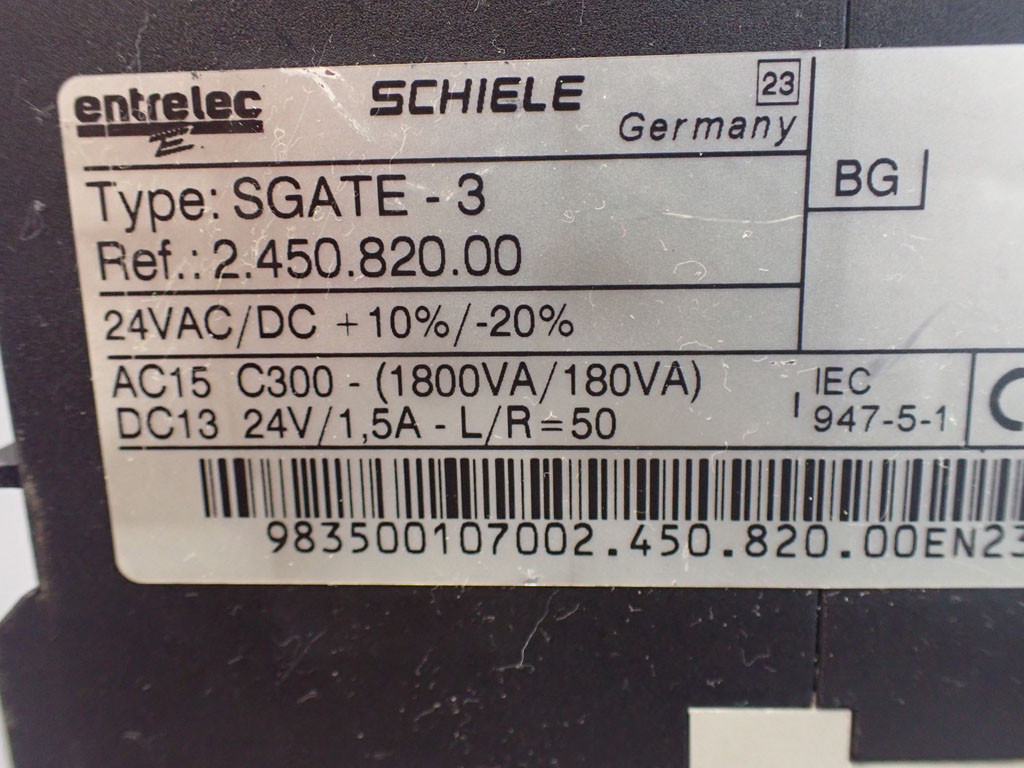 entrelec SCHIELE 23
E Germany
BG
Type: SGATE - 3
Ref.: 2.450.820.00
24VAC/DC +10%/-20%
AC15 C300 - (1800VA/180VA) IEC
DC13 24V/1,5A - L/R=50 947-5-1
983500107002.450.820.00EN23